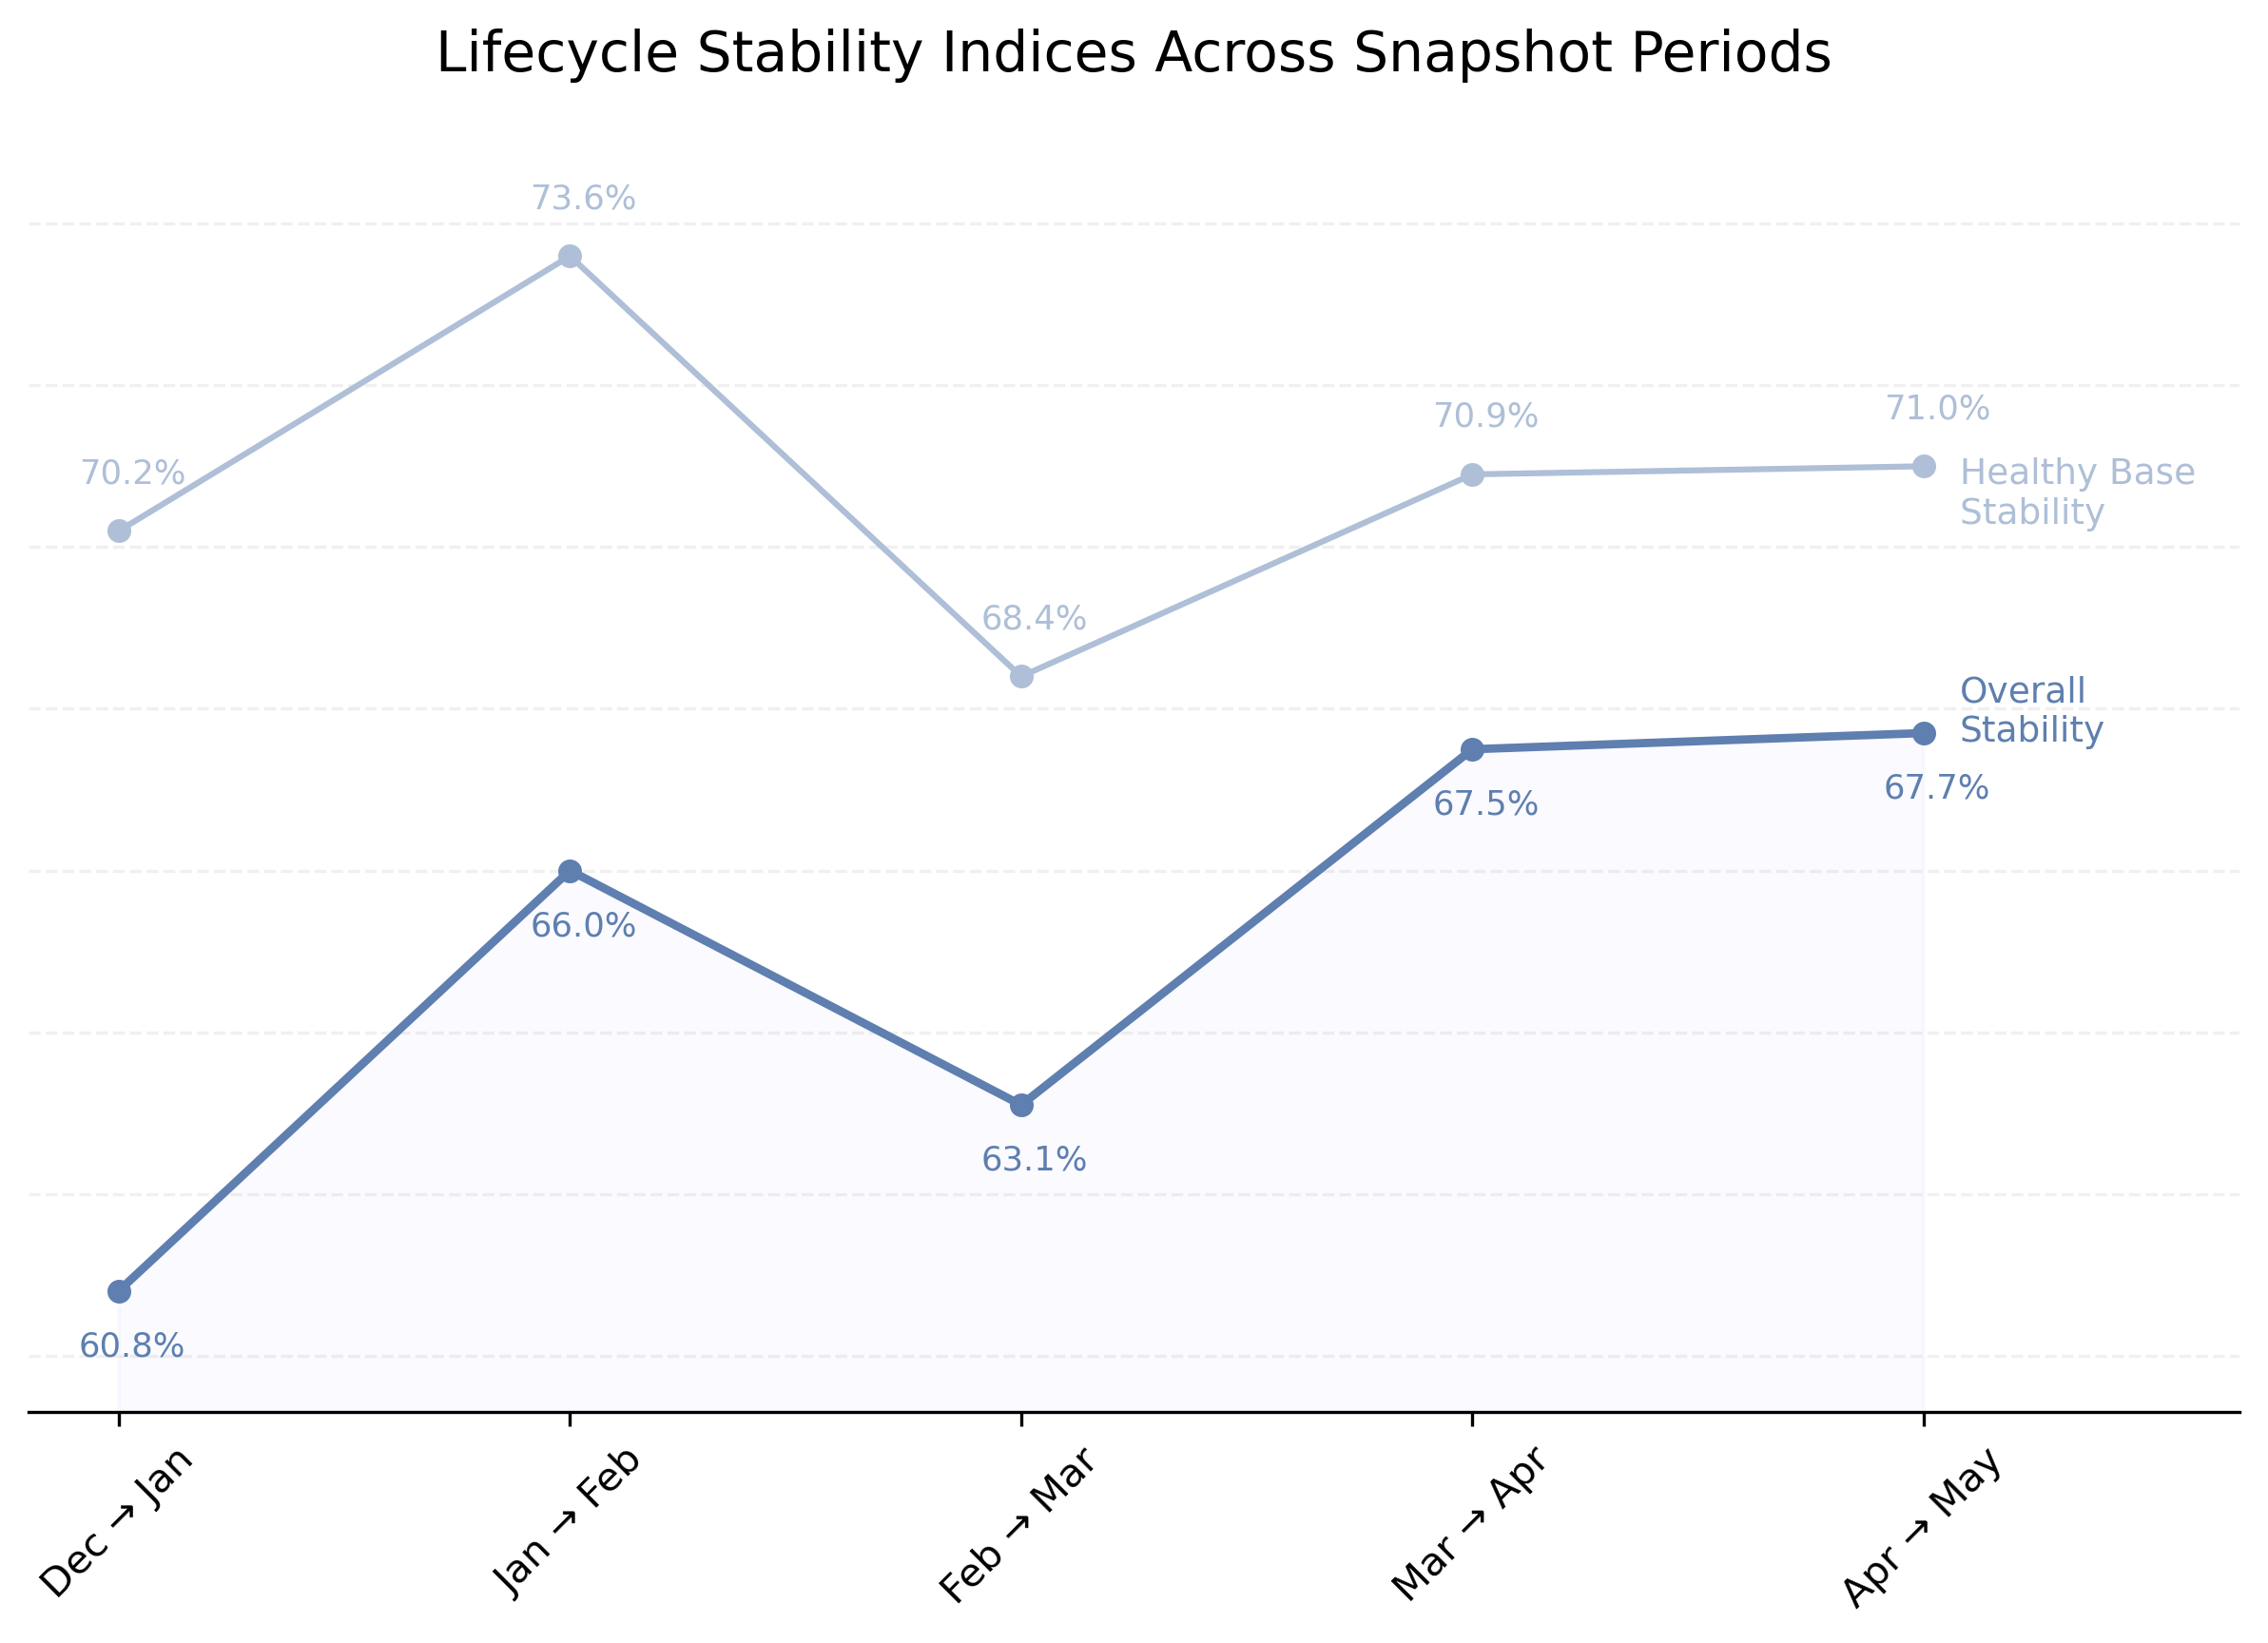 Lifecycle Stability Indices Across Snapshot Periods
73.6%
70.2%
68.4%
70.9%
71.0%
Healthy Base
Stability
Overall
Stability
60.8%
66.0%
63.1%
67.5%
67.7%
Dec → Jan
Jan → Feb
Feb → Mar
Mar → Apr
Apr → May